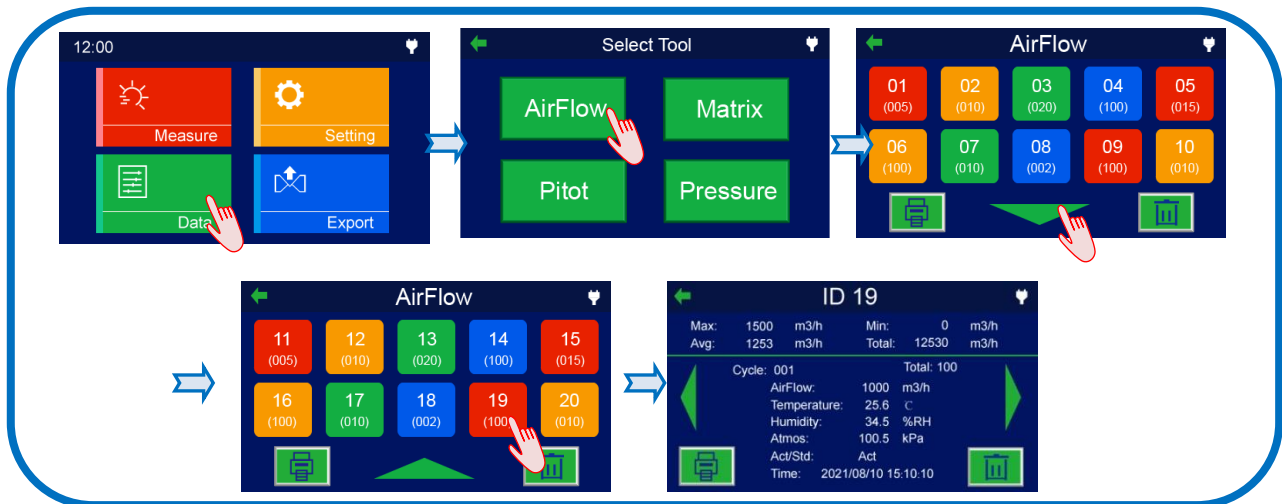 12:00
Measure
Setting
Data
Export
Select Tool
AirFlow
Matrix
Pitot
Pressure
AirFlow
01 02 03 04 05
(005) (010) (020) (100) (015)
06 07 08 09 10
(100) (010) (002) (100) (010)
AirFlow
11 12 13 14 15
(005) (010) (020) (100) (015)
16 17 18 19 20
(100) (010) (002) (100 (010)
ID 19
Max: 1500 m3/h Min: 0 m3/h
Avg: 1253 m3/h Total: 12530 m3/h
Cycle: 001 Total: 100
AirFlow: 1000 m3/h
Temperature: 25.6 ℃
Humidity: 34.5 %RH
Atmos: 100.5 kPa
Act/Std: Act
Time: 2021/08/10 15:10:10